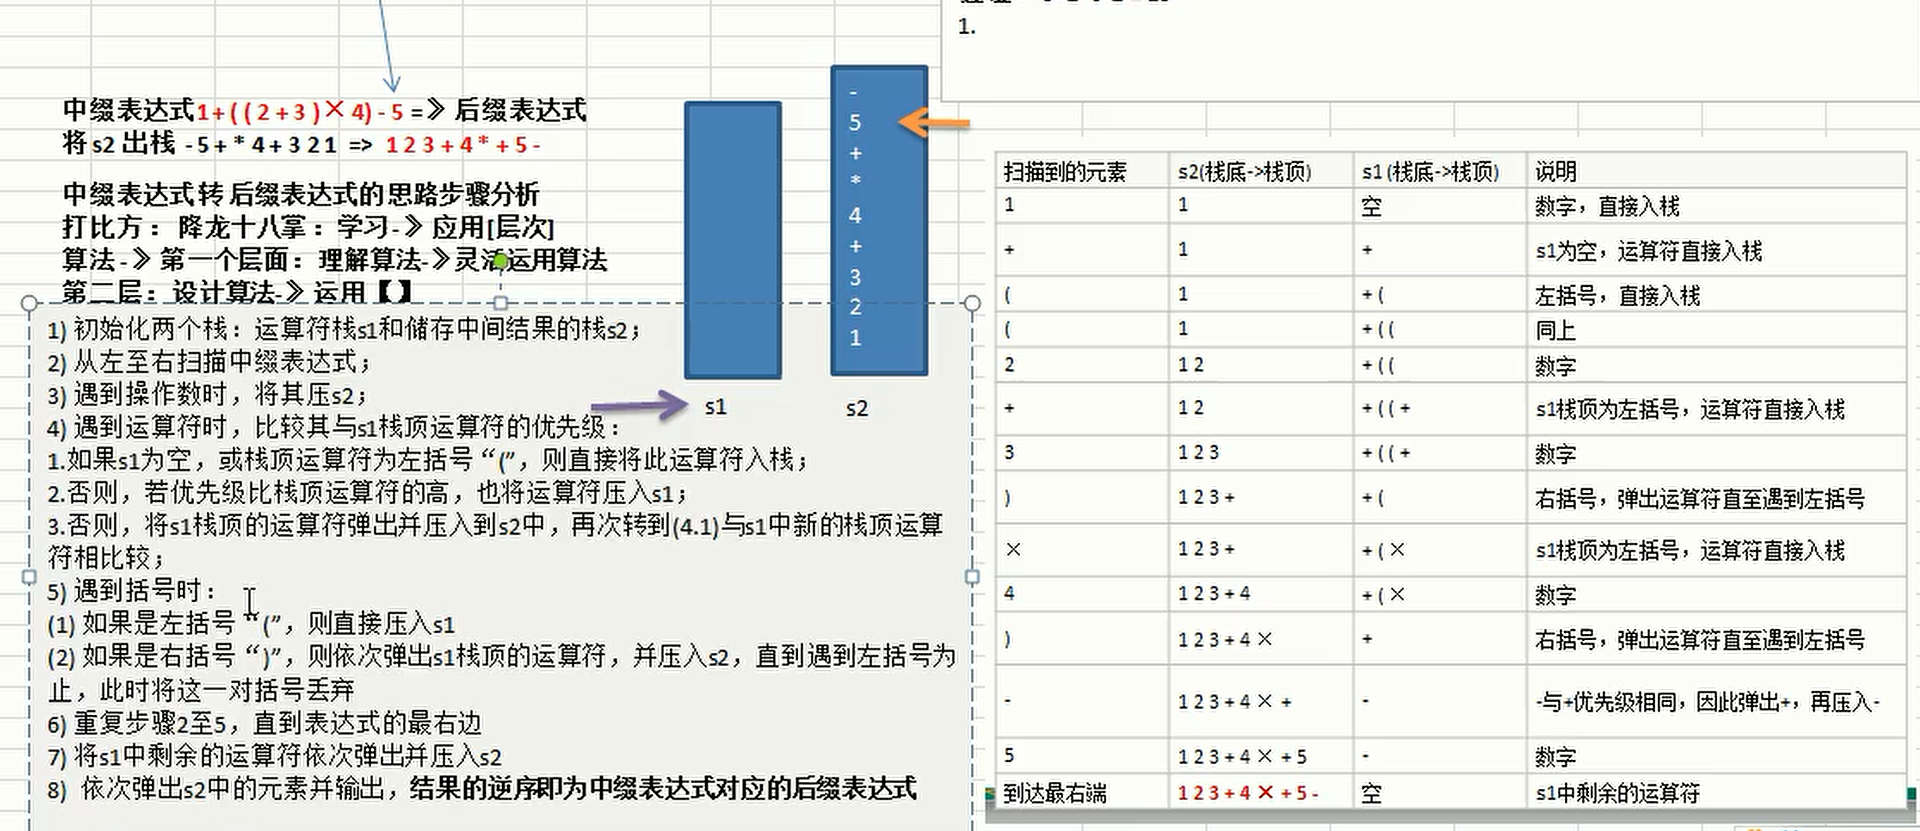 1.
中缀表达式1+((2+3)×4)-5 =》后缀表达式
将 s2 出栈 -5+*4+321 => 123+4*+5-
中缀表达式 转 后缀表达式的思路步骤分析
打比方：降龙十八掌：学习-》应用[层次]
算法-》第一个层面：理解算法-》灵活运用算法
第二层：设计算法-》运用【】
1) 初始化两个栈：运算符栈s1和储存中间结果的栈s2；
2) 从左至右扫描中缀表达式；
3) 遇到操作数时，将其压s2；
4) 遇到运算符时，比较其与s1栈顶运算符的优先级：
1.如果s1为空，或栈顶运算符为左括号“(”，则直接将此运算符入栈；
2.否则，若优先级比栈顶运算符的高，也将运算符压入s1；
3.否则，将s1栈顶的运算符弹出并压入到s2中，再次转到(4.1)与s1中新的栈顶运算
符相比较；
5) 遇到括号时：
(1) 如果是左括号“(”，则直接压入s1
(2) 如果是右括号“)”，则依次弹出s1栈顶的运算符，并压入s2，直到遇到左括号为
止，此时将这一对括号丢弃
6) 重复步骤2至5，直到表达式的最右边
7) 将s1中剩余的运算符依次弹出并压入s2
8) 依次弹出s2中的元素并输出，结果的逆序即为中缀表达式对应的后缀表达式
s1
-
5
+
*
4
+
3
2
1
s2
扫描到的元素 s2(栈底->栈顶) s1 (栈底->栈顶) 说明
1 1 空 数字，直接入栈
+ 1 + s1为空，运算符直接入栈
( 1 + ( 左括号，直接入栈
( 1 + ( ( 同上
2 1 2 + ( ( 数字
+ 1 2 + ( ( + s1栈顶为左括号，运算符直接入栈
3 1 2 3 + ( ( + 数字
) 1 2 3 + + ( 右括号，弹出运算符直至遇到左括号
× 1 2 3 + + ( × s1栈顶为左括号，运算符直接入栈
4 1 2 3 + 4 + ( × 数字
) 1 2 3 + 4 × + 右括号，弹出运算符直至遇到左括号
- 1 2 3 + 4 × + - -与+优先级相同，因此弹出+，再压入-
5 1 2 3 + 4 × + 5 - 数字
到达最右端 1 2 3 + 4 × + 5 - 空 s1中剩余的运算符